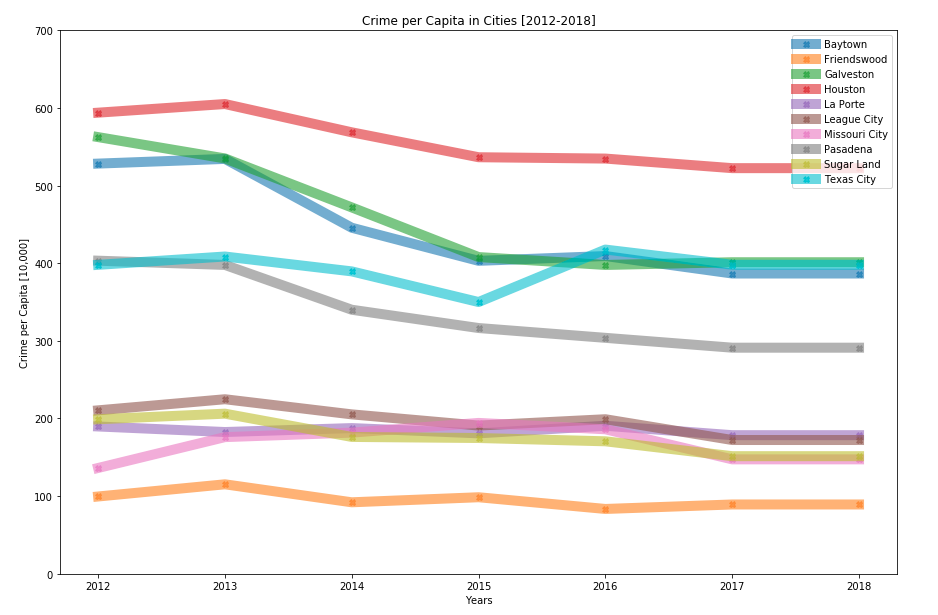 Crime per Capita in Cities [2012-2018]
700
600
500
400
300
200
100
0
Crime per Capita [10,000]
Baytown
Friendswood
Galveston
Houston
La Porte
League City
Missouri City
Pasadena
Sugar Land
Texas City
2012 2013 2014 2015 2016 2017 2018
Years